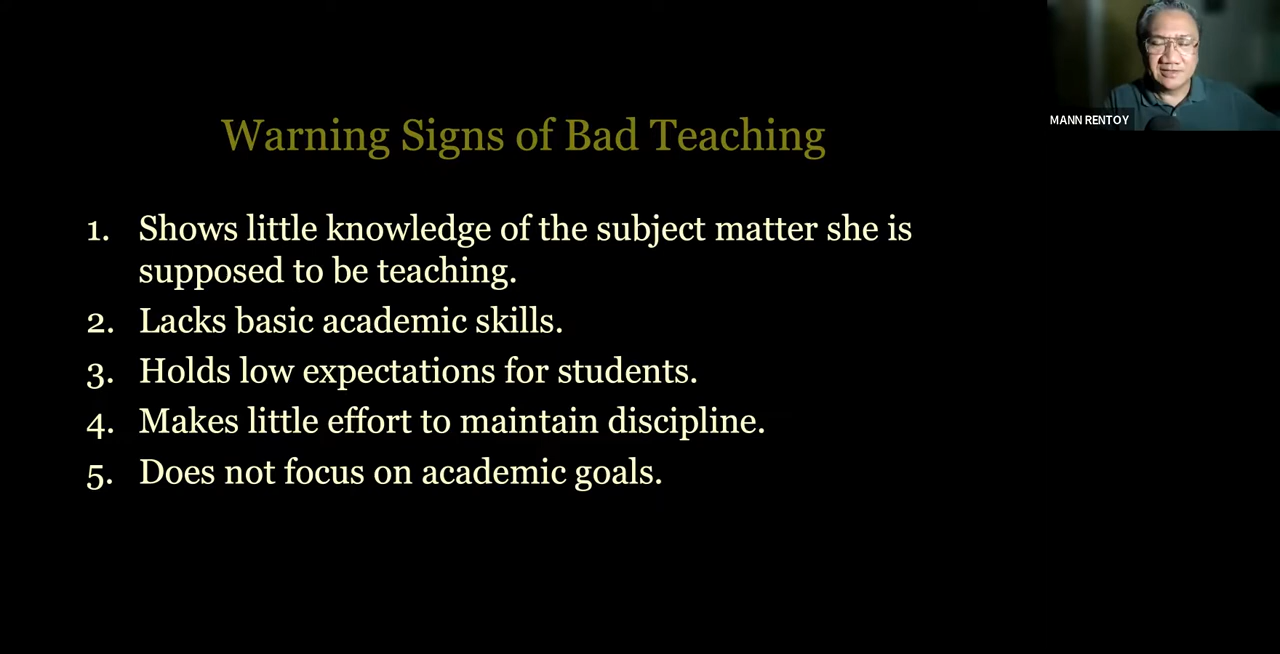 MANN RENTOY
Warning Signs of Bad Teaching
1. Shows little knowledge of the subject matter she is
supposed to be teaching.
2. Lacks basic academic skills.
3. Holds low expectations for students.
4. Makes little effort to maintain discipline.
5. Does not focus on academic goals.